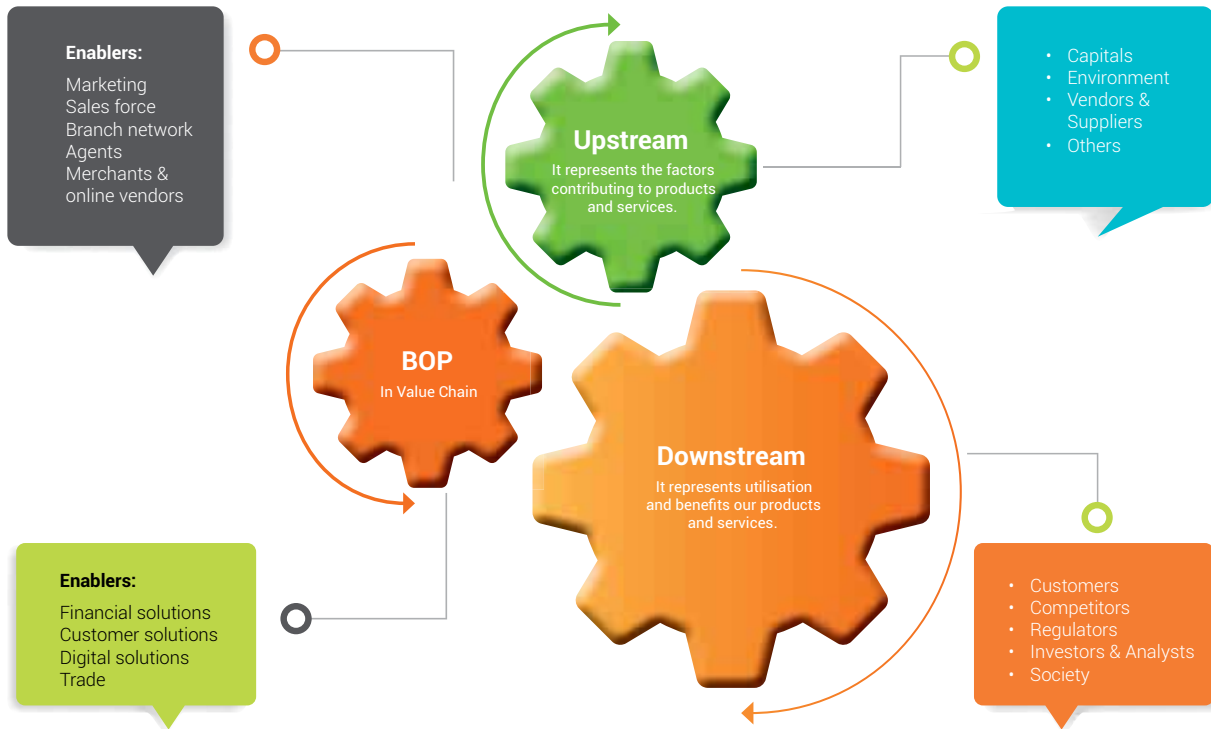 Enablers:
Marketing
Sales force
Branch network
Agents
Merchants &
online vendors
Upstream
It represents the factors
contributing to products
and services.
• Capitals
• Environment
• Vendors &
Suppliers
• Others
BOP
In Value Chain
Downstream
It represents utilisation
and benefits our products
and services.
Enablers:
Financial solutions
Customer solutions
Digital solutions
Trade
• Customers
• Competitors
• Regulators
• Investors & Analysts
• Society